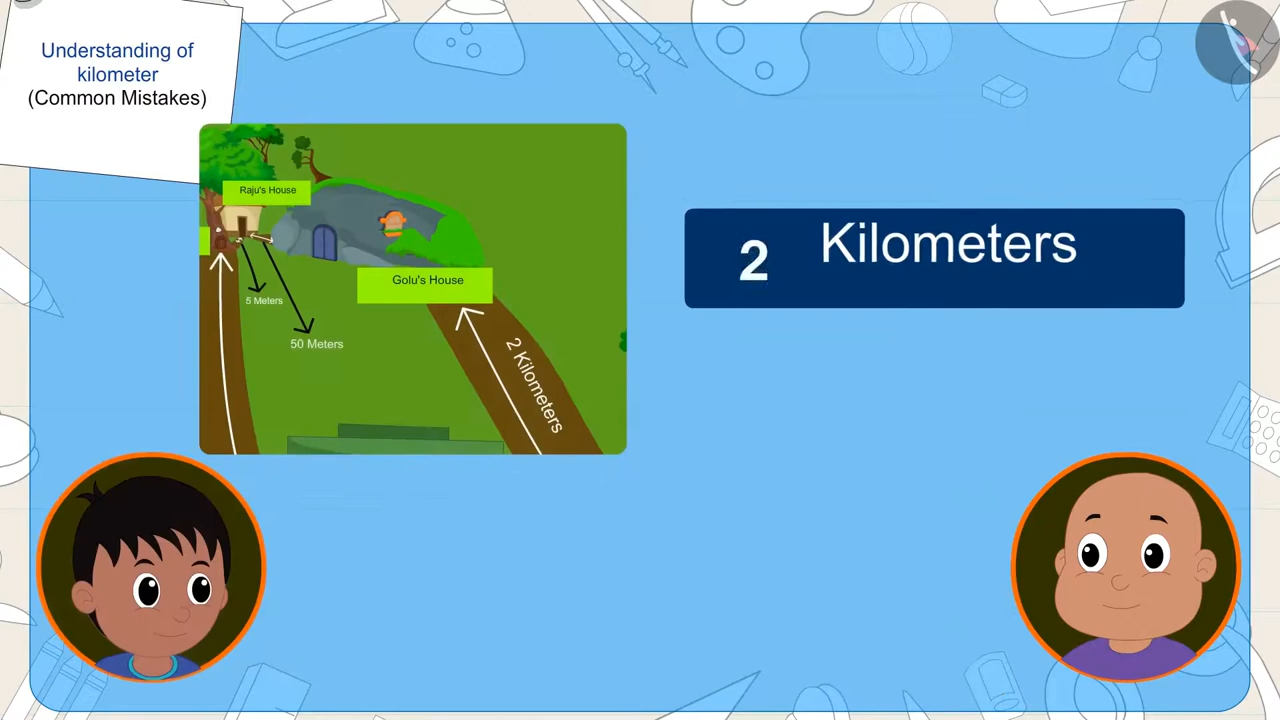 Understanding of
kilometer
(Common Mistakes)
Raju's House
Golu's House
5 Meters
50 Meters
2 Kilometers
2 Kilometers